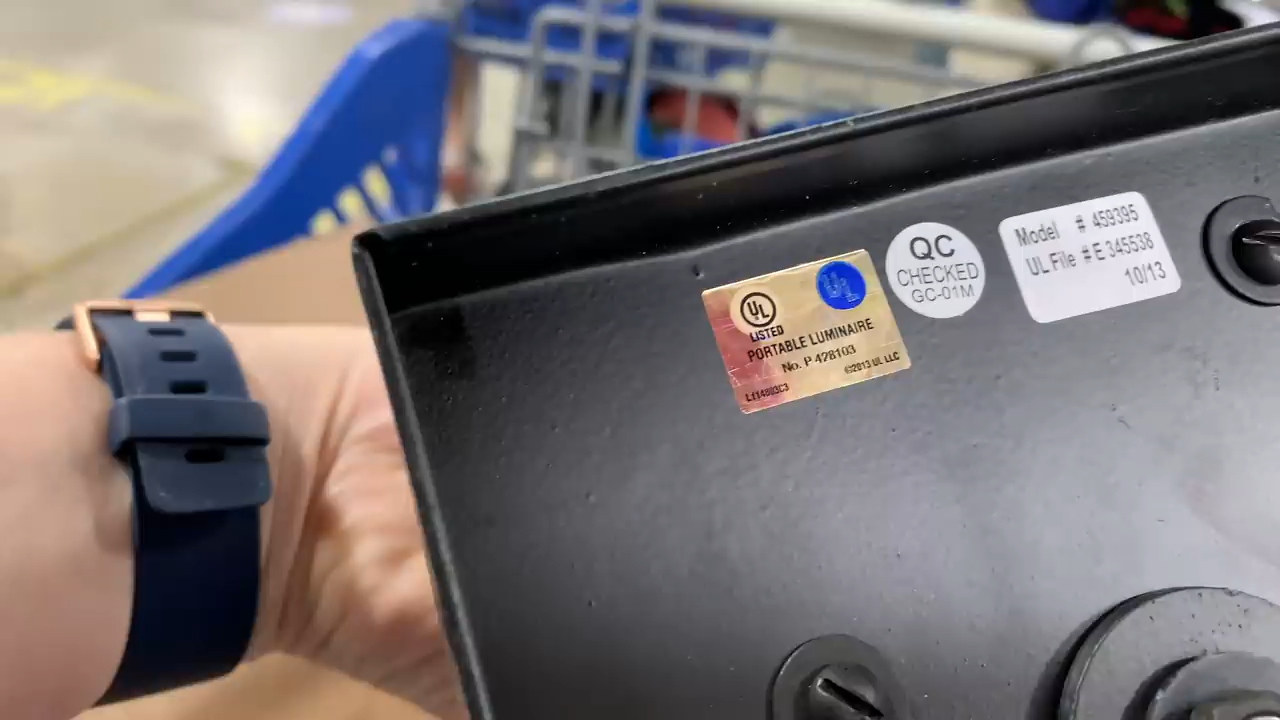 UL
LISTED
PORTABLE LUMINAIRE
No. P 428103
©2013 UL LLC
QC
CHECKED
GC-01M
Model # 459395
UL File # E 345538
10/13